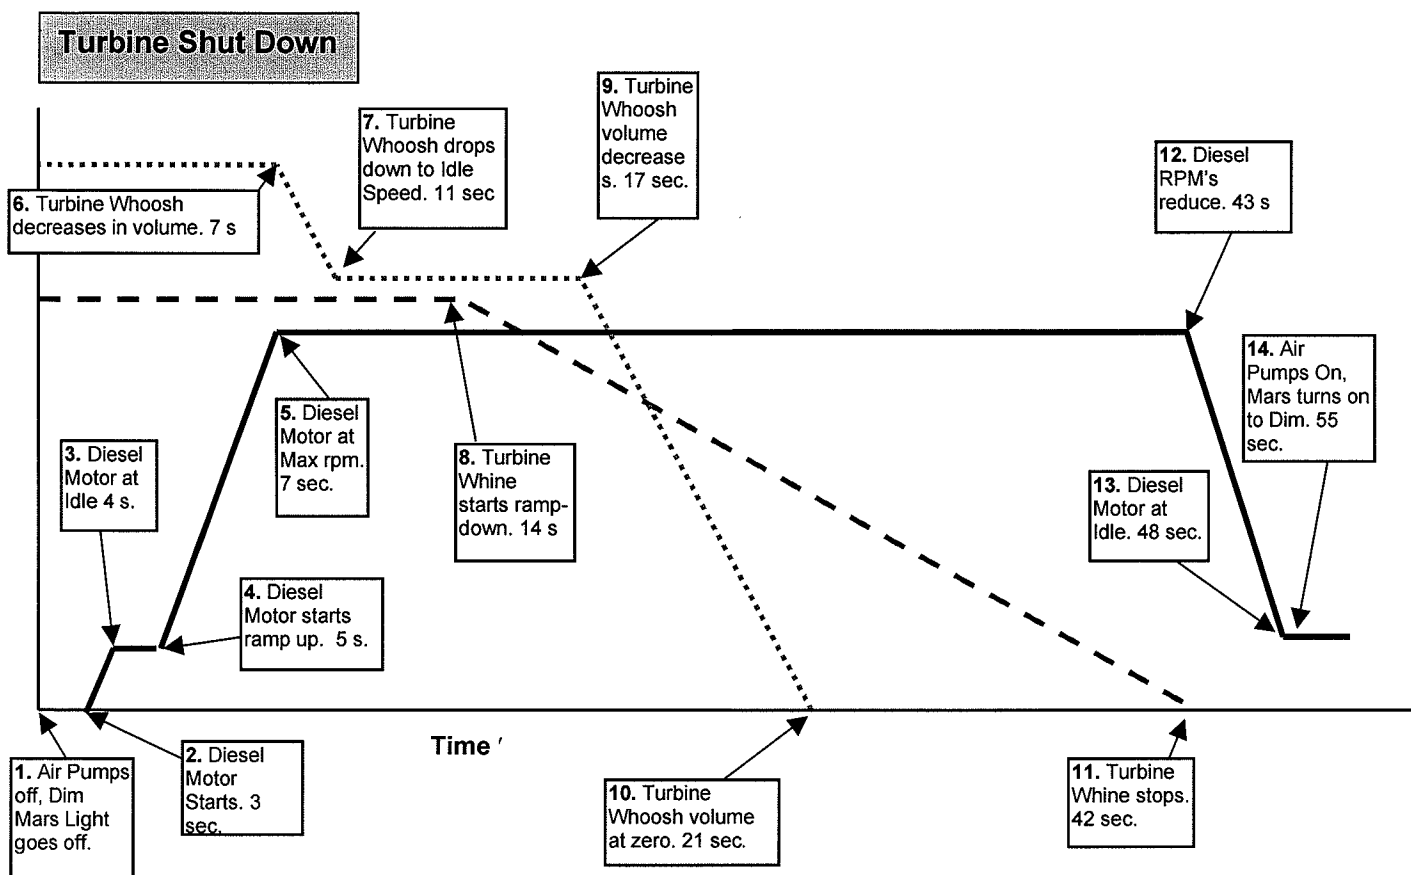 Turbine Shut Down
1. Air Pumps
off, Dim
Mars Light
goes off.
2. Diesel
Motor
Starts. 3
sec.
3. Diesel
Motor at
Idle 4 s.
4. Diesel
Motor starts
ramp up. 5 s.
5. Diesel
Motor at
Max rpm.
7 sec.
6. Turbine Whoosh
decreases in volume. 7 s
7. Turbine
Whoosh drops
down to Idle
Speed. 11 sec
8. Turbine
Whine
starts ramp-
down. 14 s
9. Turbine
Whoosh
volume
decrease
s. 17 sec.
10. Turbine
Whoosh volume
at zero. 21 sec.
11. Turbine
Whine stops.
42 sec.
12. Diesel
RPM's
reduce. 43 s
13. Diesel
Motor at
Idle. 48 sec.
14. Air
Pumps On,
Mars turns on
to Dim. 55
sec.
Time